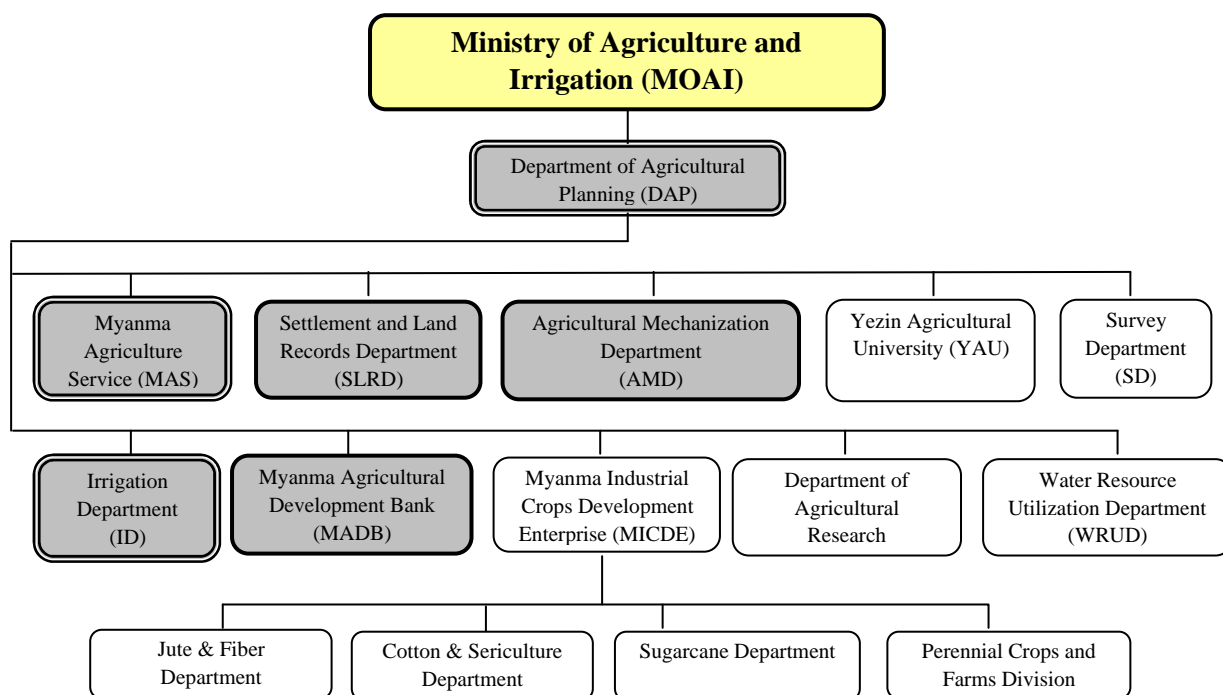 Ministry of Agriculture and
Irrigation (MOAI)
Department of Agricultural
Planning (DAP)
Myanma
Agriculture
Service (MAS)
Settlement and Land
Records Department
(SLRD)
Agricultural Mechanization
Department
(AMD)
Yezin Agricultural
University (YAU)
Survey
Department
(SD)
Irrigation
Department
(ID)
Myanma Agricultural
Development Bank
(MADB)
Myanma Industrial
Crops Development
Enterprise (MICDE)
Department of
Agricultural
Research
Water Resource
Utilization Department
(WRUD)
Jute & Fiber
Department
Cotton & Sericulture
Department
Sugarcane Department
Perennial Crops and
Farms Division